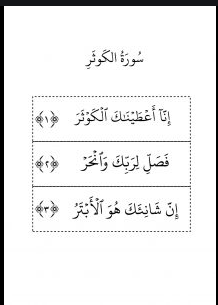 سُورَةُ الكَوثَرِ
إِنَّآ أَعْطَيْنَٰكَ ٱلْكَوْثَرَ ﴿١﴾
فَصَلِّ لِرَبِّكَ وَٱنْحَرْ ﴿٢﴾
إِنَّ شَانِئَكَ هُوَ ٱلْأَبْتَرُ ﴿٣﴾